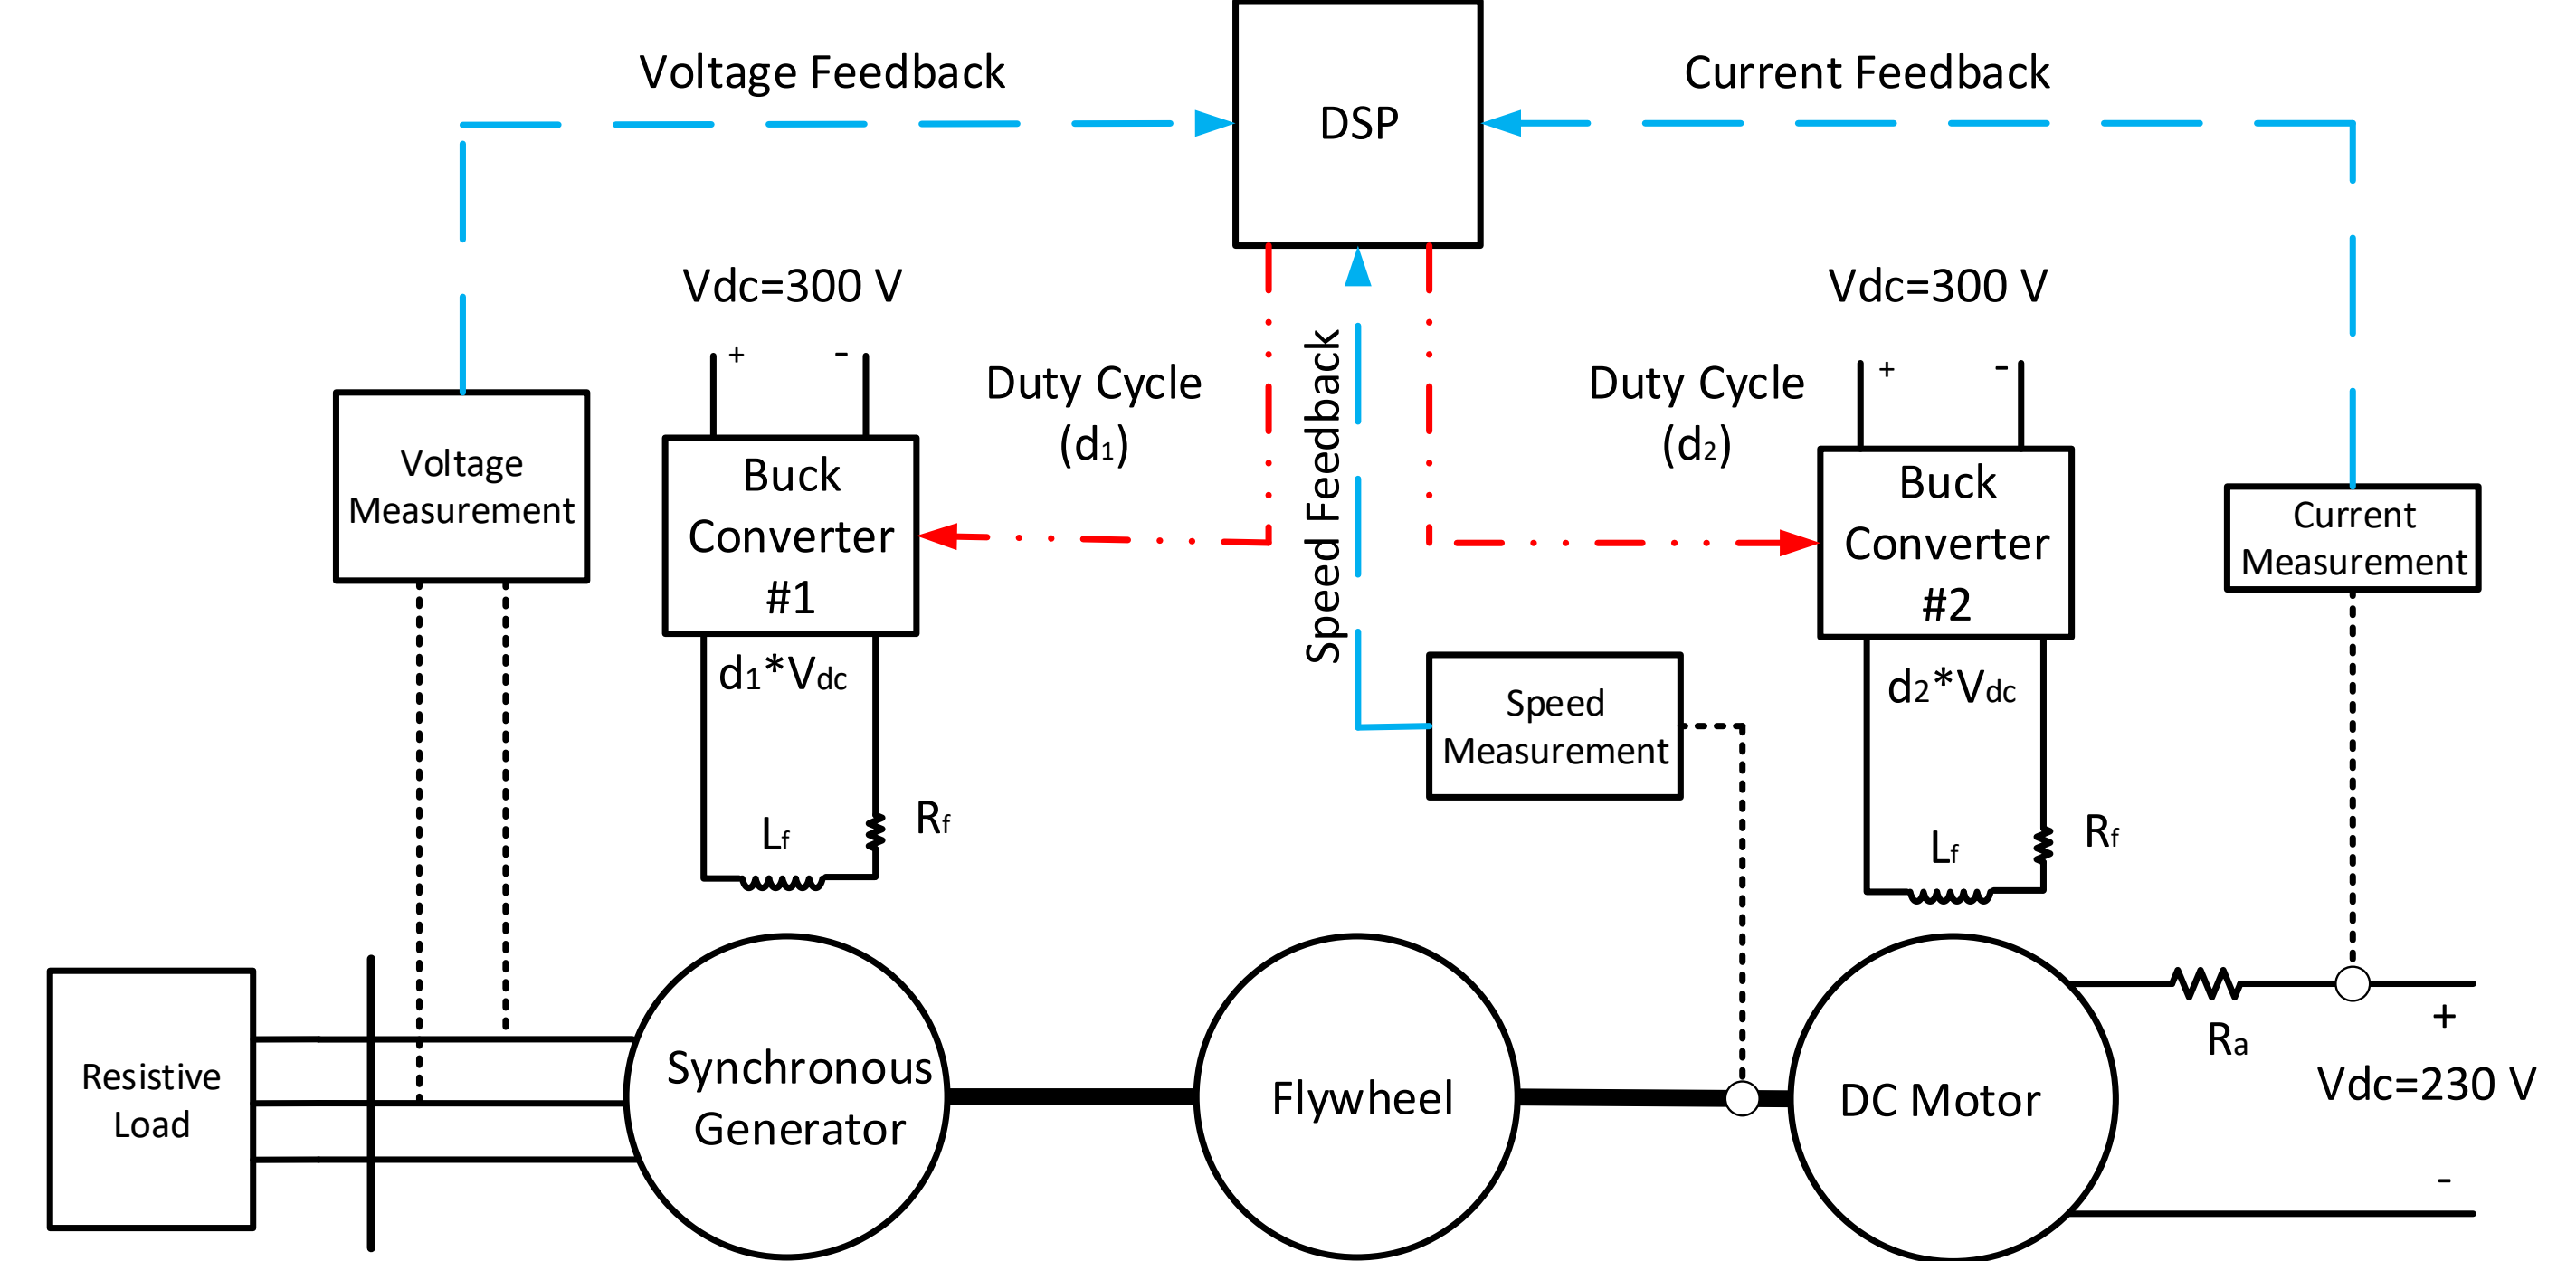 Voltage Feedback
DSP
Current Feedback
Vdc=300 V
+ -
Duty Cycle
(d1)
Speed Feedback
Duty Cycle
(d2)
Vdc=300 V
+ -
Voltage
Measurement
Buck
Converter
#1
Buck
Converter
#2
Current
Measurement
d1*Vdc
d2*Vdc
Speed
Measurement
Lf
Rf
Lf
Rf
Resistive
Load
Synchronous
Generator
Flywheel
DC Motor
Ra
+
Vdc=230 V
-